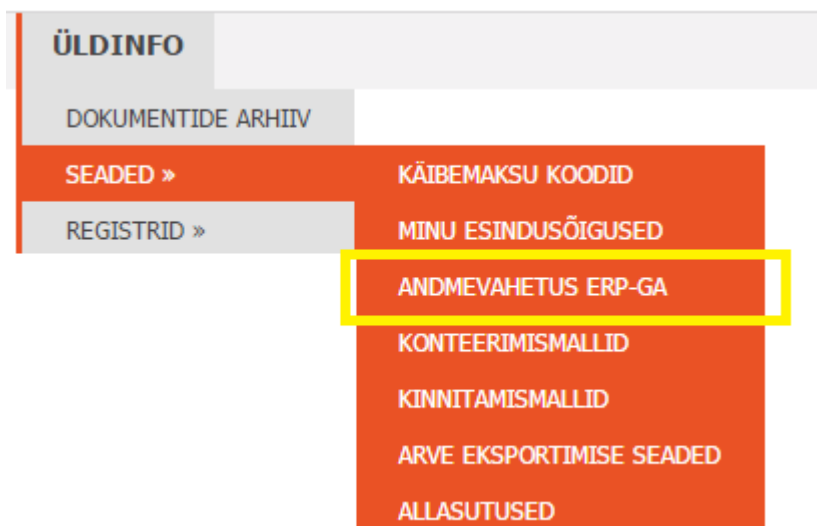 ÜLDINFO
DOKUMENTIDE ARHIIV
SEADED »
REGISTRID »
KÄIBEMAKSU KOODID
MINU ESINDUSÕIGUSED
ANDMEVAHETUS ERP-GA
KONTEERIMISMALLID
KINNITAMISMALLID
ARVE EKSPORTIMISE SEADED
ALLASUTUSED